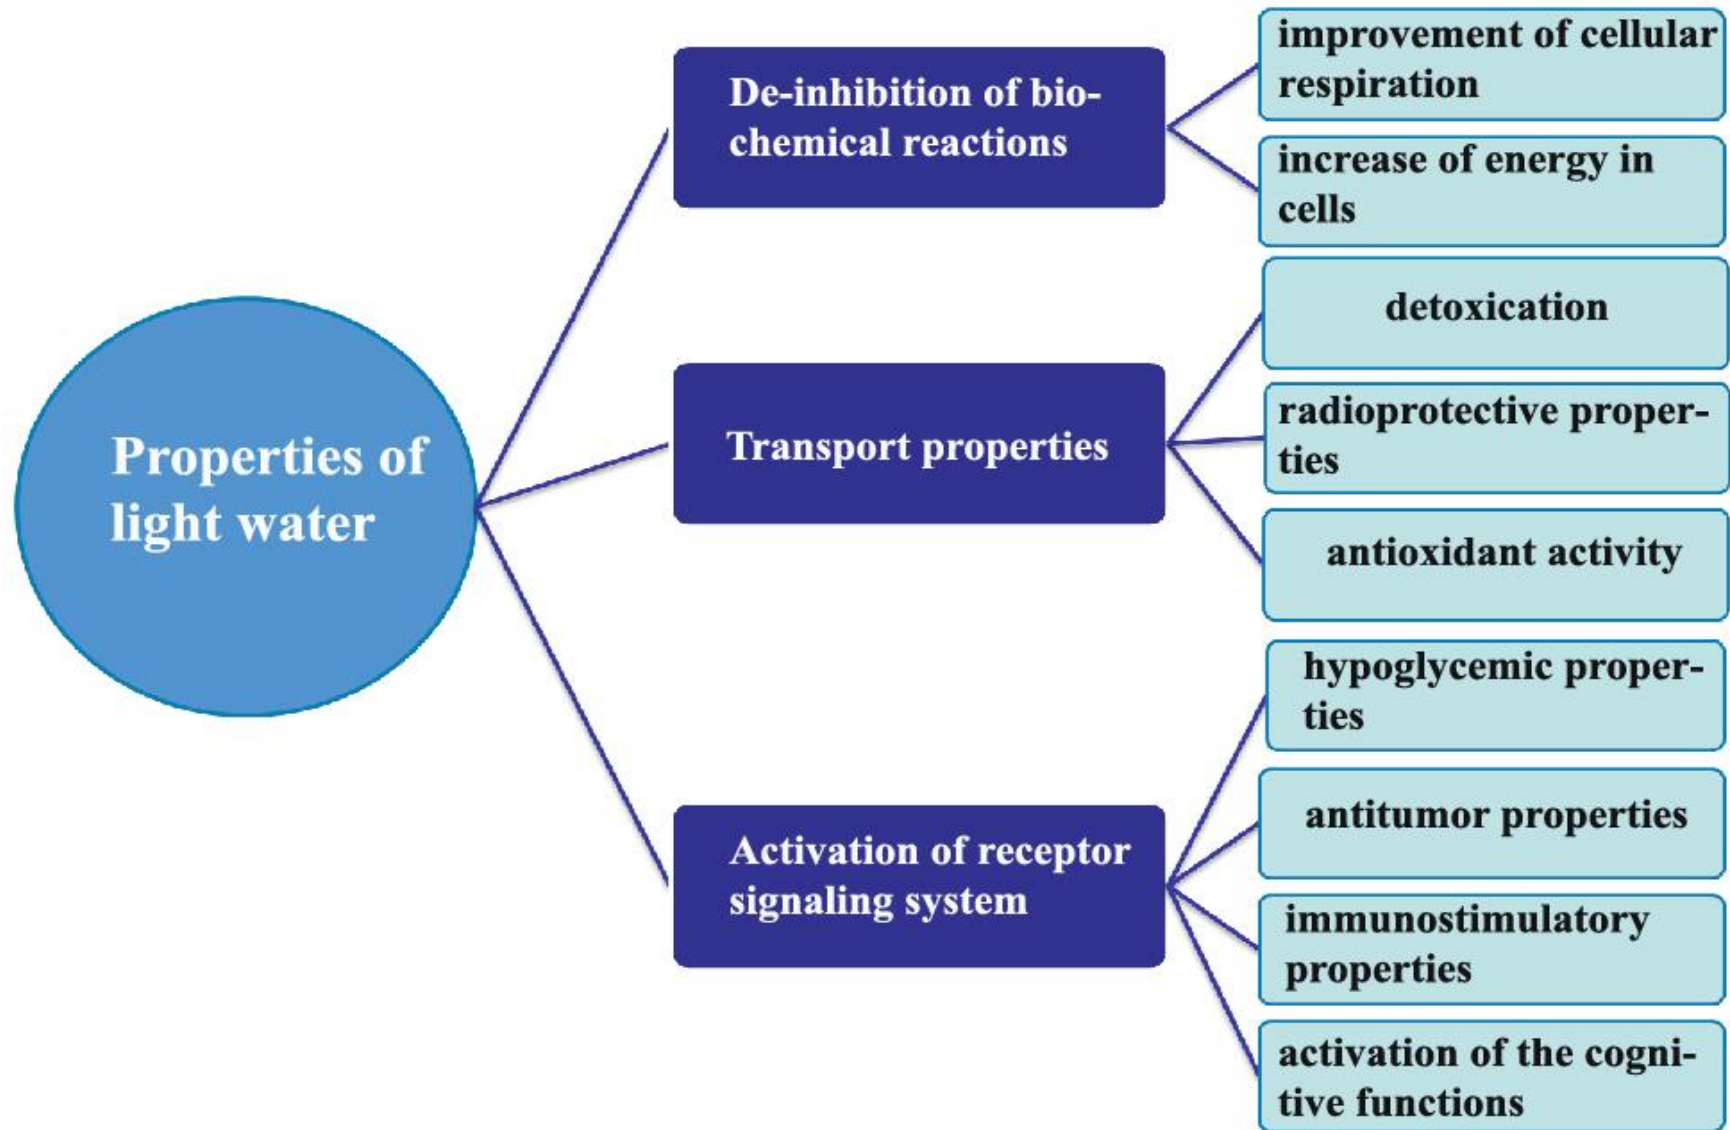 Properties of
light water
De-inhibition of bio-
chemical reactions
improvement of cellular
respiration
increase of energy in
cells
Transport properties
detoxication
radioprotective proper-
ties
antioxidant activity
Activation of receptor
signaling system
hypoglycemic proper-
ties
antitumor properties
immunostimulatory
properties
activation of the cogni-
tive functions